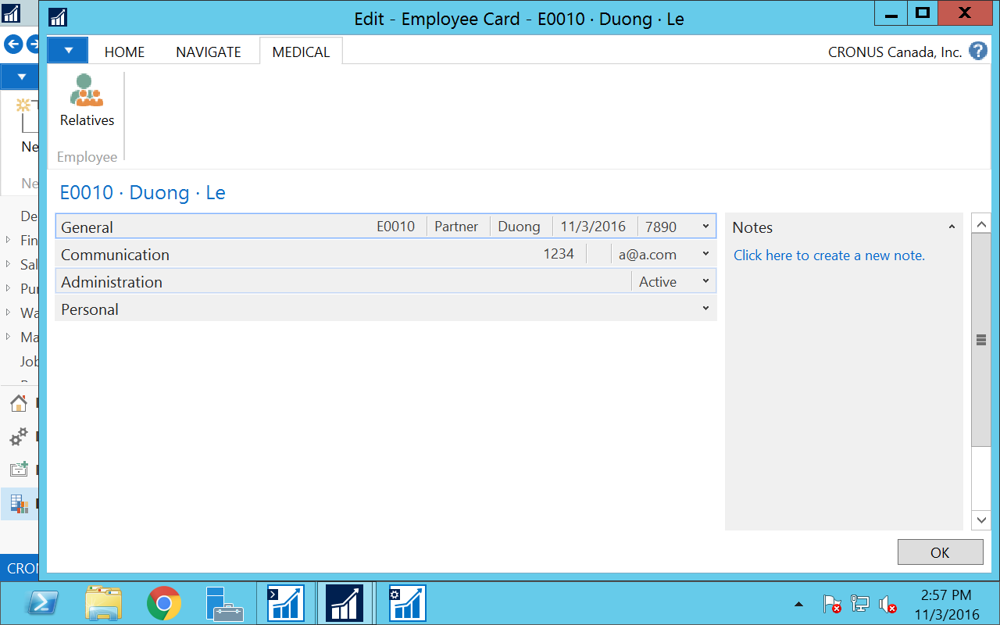 Edit - Employee Card - E0010 · Duong · Le
HOME NAVIGATE MEDICAL CRONUS Canada, Inc.
Relatives
Employee
E0010 · Duong · Le
General E0010 Partner Duong 11/3/2016 7890
Communication 1234 a@a.com
Administration Active
Personal
Notes
Click here to create a new note.
OK
Ne
Ne
De
Fin
Sal
Pur
Wa
Ma
Job
CRON
2:57 PM
11/3/2016